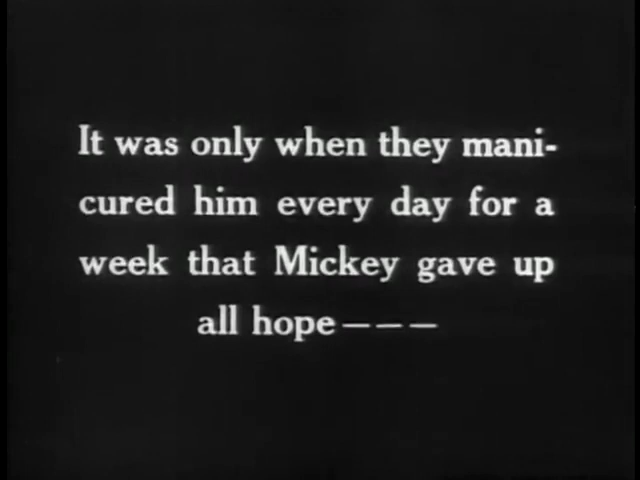 It was only when they mani-
cured him every day for a
week that Mickey gave up
all hope———